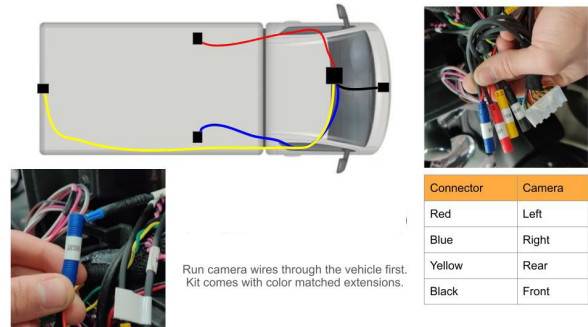 Connector Camera
Red Left
Blue Right
Yellow Rear
Black Front
Run camera wires through the vehicle first.
Kit comes with color matched extensions.